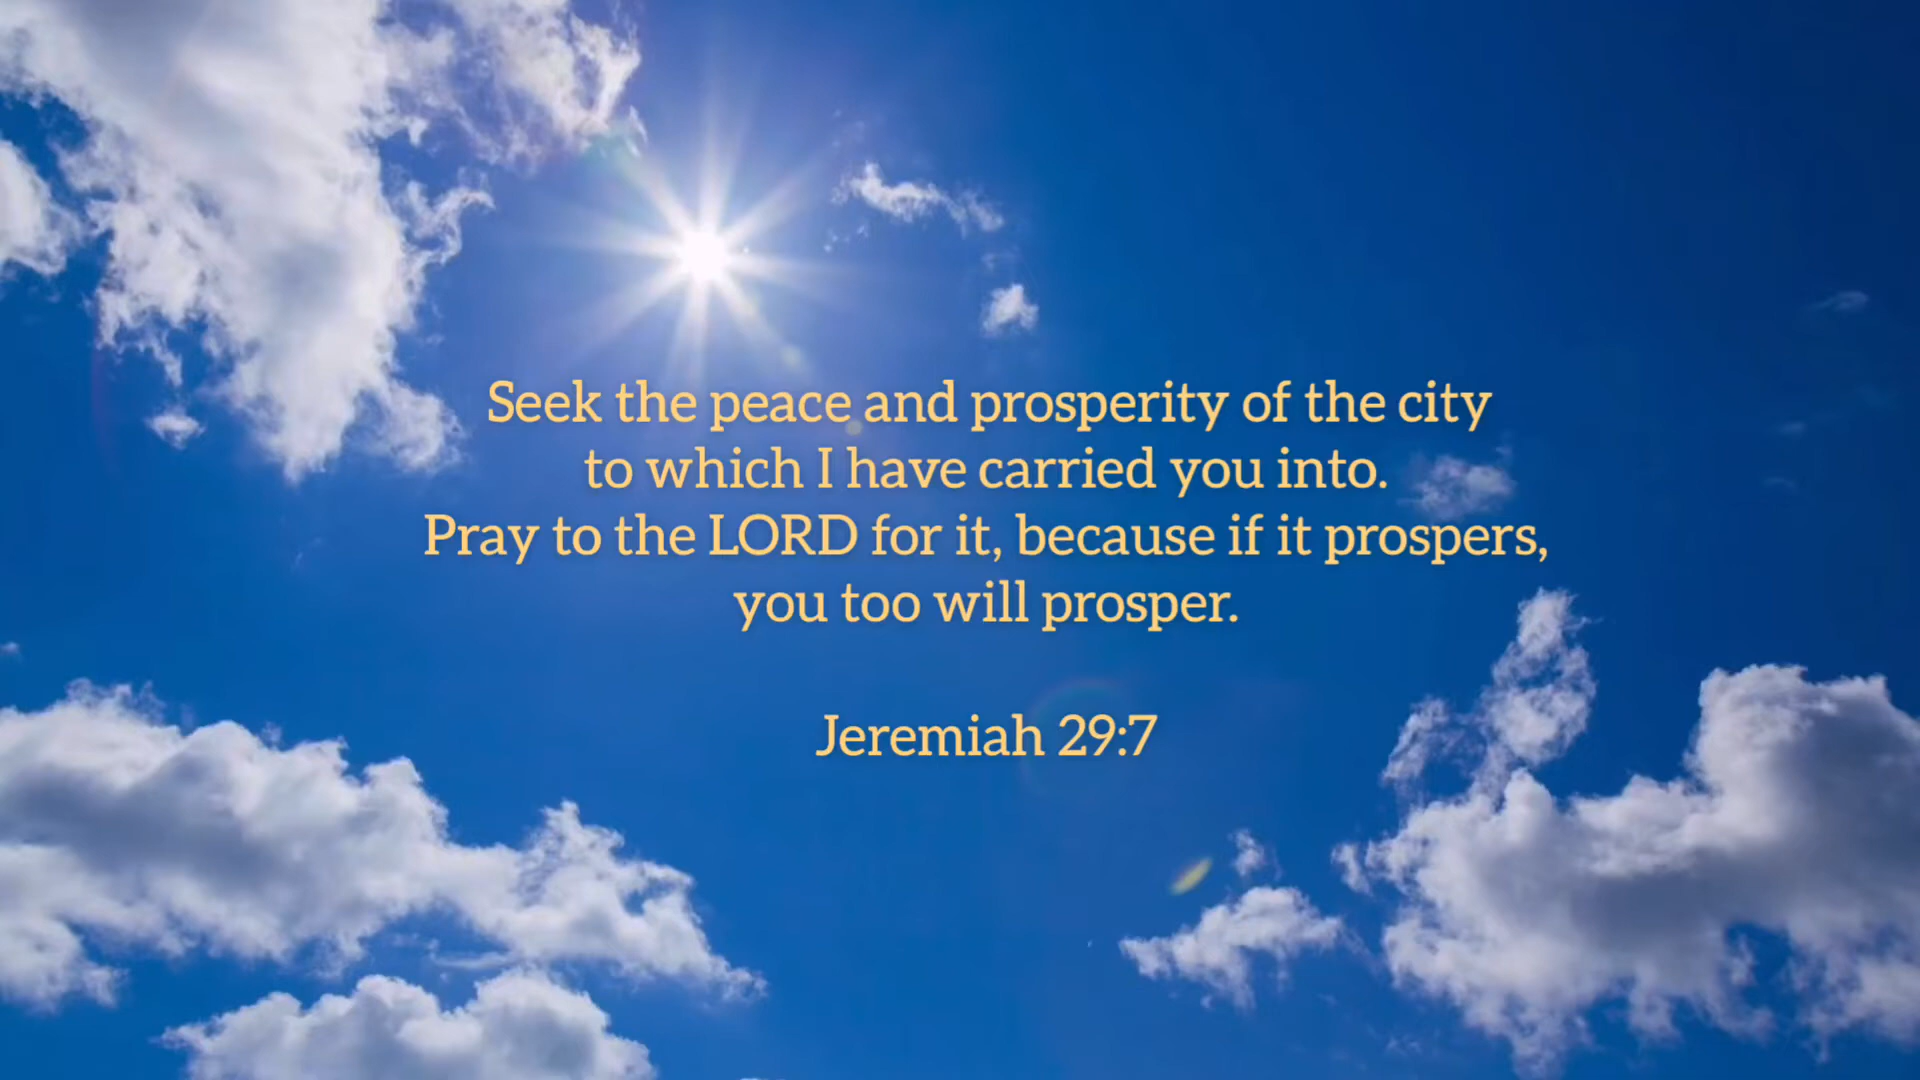 Seek the peace and prosperity of the city
to which I have carried you into.
Pray to the LORD for it, because if it prospers,
you too will prosper.
Jeremiah 29:7